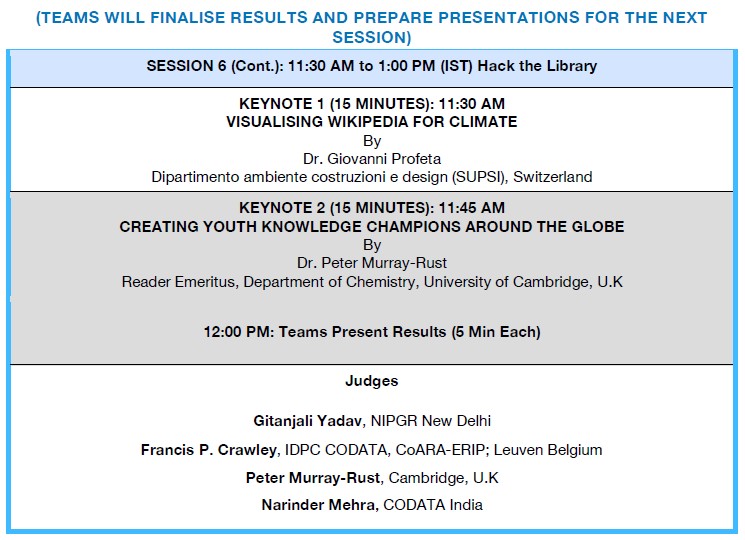 (TEAMS WILL FINALISE RESULTS AND PREPARE PRESENTATIONS FOR THE NEXT
SESSION)
SESSION 6 (Cont.): 11:30 AM to 1:00 PM (IST) Hack the Library
KEYNOTE 1 (15 MINUTES): 11:30 AM
VISUALISING WIKIPEDIA FOR CLIMATE
By
Dr. Giovanni Profeta
Dipartimento ambiente costruzioni e design (SUPSI), Switzerland
KEYNOTE 2 (15 MINUTES): 11:45 AM
CREATING YOUTH KNOWLEDGE CHAMPIONS AROUND THE GLOBE
By
Dr. Peter Murray-Rust
Reader Emeritus, Department of Chemistry, University of Cambridge, U.K
12:00 PM: Teams Present Results (5 Min Each)
Judges
Gitanjali Yadav, NIPGR New Delhi
Francis P. Crawley, IDPC CODATA, CoARA-ERIP; Leuven Belgium
Peter Murray-Rust, Cambridge, U.K
Narinder Mehra, CODATA India